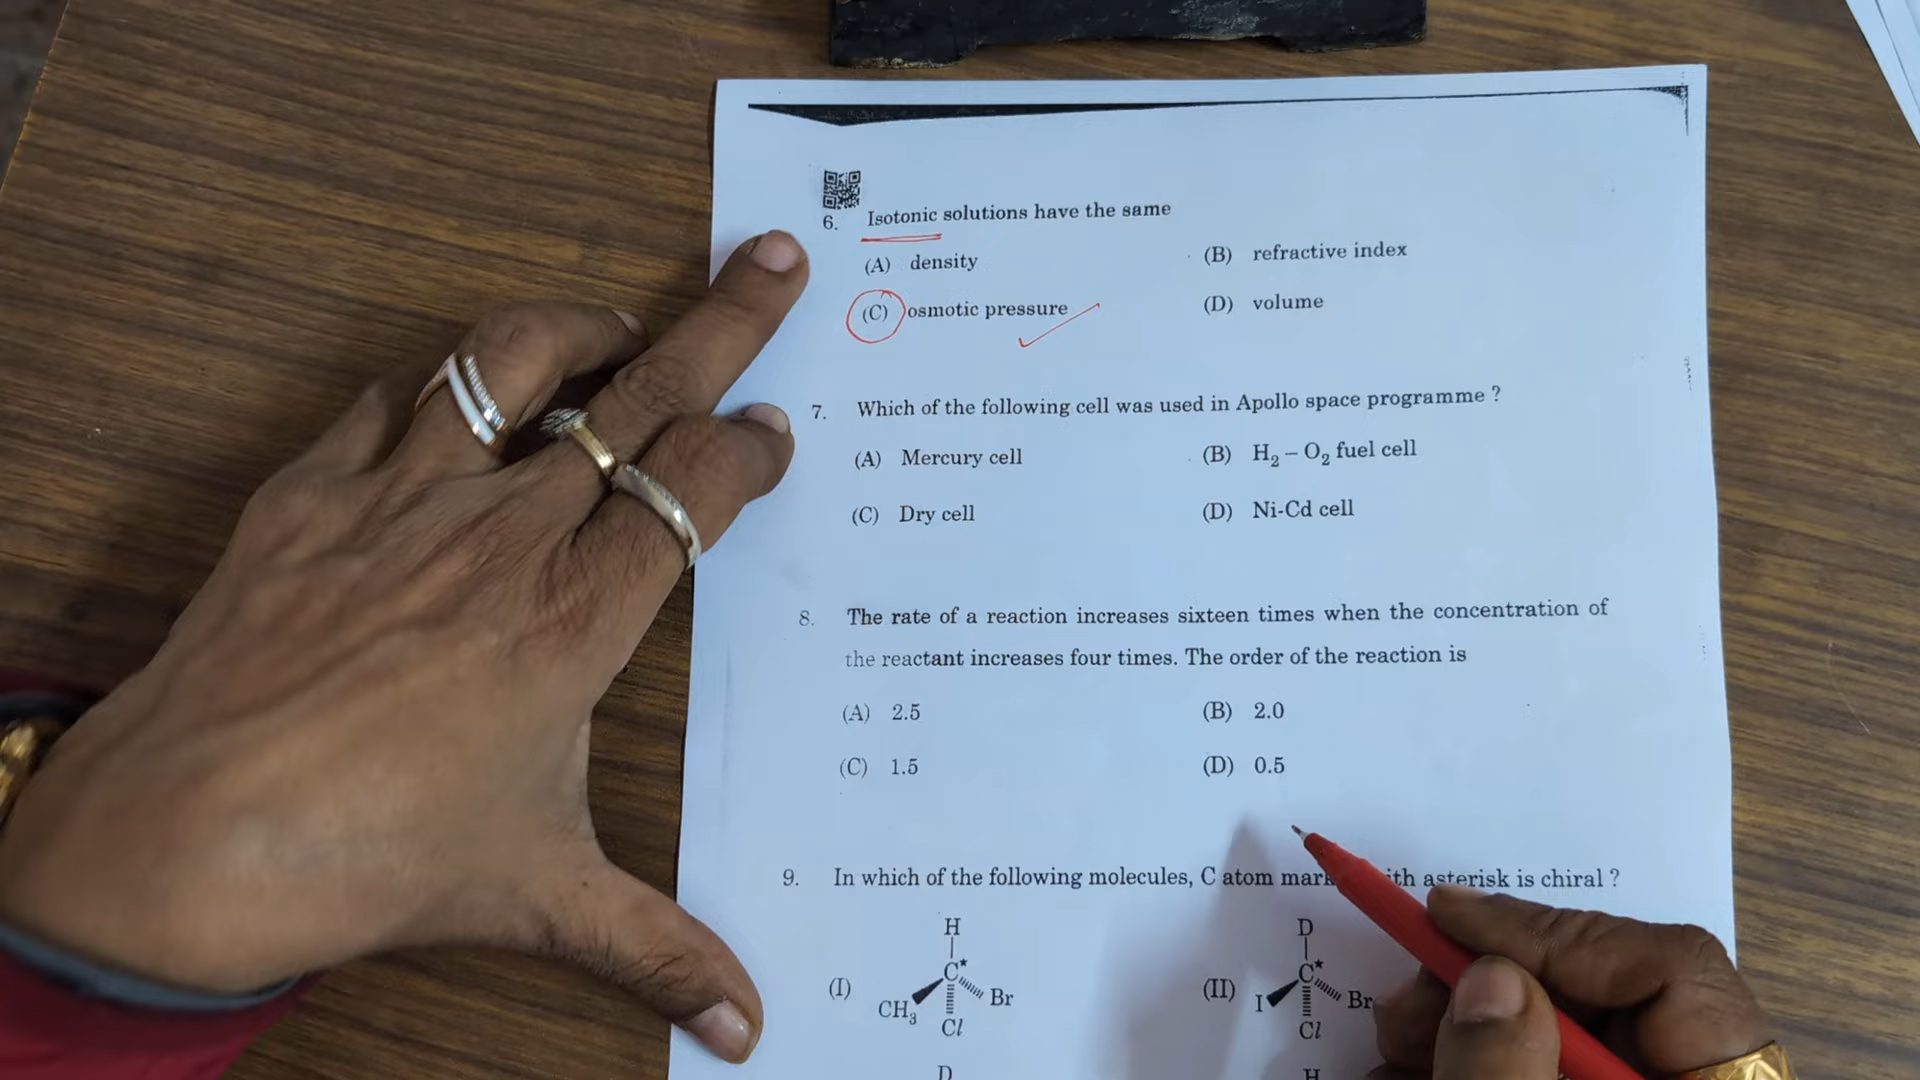 6. Isotonic solutions have the same
(A) density (B) refractive index
(C) osmotic pressure (D) volume
7. Which of the following cell was used in Apollo space programme ?
(A) Mercury cell (B) H₂ – O₂ fuel cell
(C) Dry cell (D) Ni-Cd cell
8. The rate of a reaction increases sixteen times when the concentration of
the reactant increases four times. The order of the reaction is
(A) 2.5 (B) 2.0
(C) 1.5 (D) 0.5
9. In which of the following molecules, C atom asterisk is chiral ?
H D
(I) C* CH₃ Br Cl (II) C* I Br Cl
D H